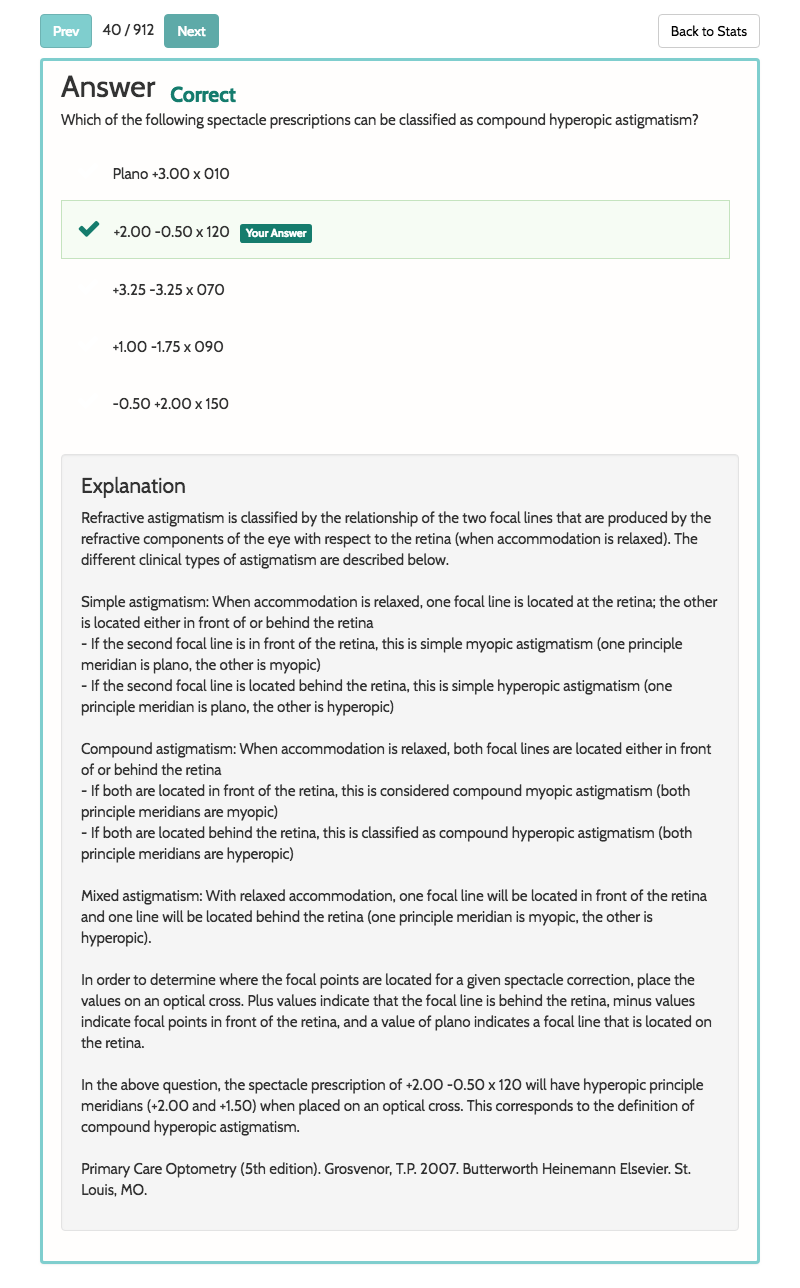 Prev 40 / 912 Next Back to Stats
Answer Correct
Which of the following spectacle prescriptions can be classified as compound hyperopic astigmatism?
Plano +3.00 x 010
+2.00 -0.50 x 120 Your Answer
+3.25 -3.25 x 070
+1.00 -1.75 x 090
-0.50 +2.00 x 150
Explanation
Refractive astigmatism is classified by the relationship of the two focal lines that are produced by the
refractive components of the eye with respect to the retina (when accommodation is relaxed). The
different clinical types of astigmatism are described below.
Simple astigmatism: When accommodation is relaxed, one focal line is located at the retina; the other
is located either in front of or behind the retina
- If the second focal line is in front of the retina, this is simple myopic astigmatism (one principle
meridian is plano, the other is myopic)
- If the second focal line is located behind the retina, this is simple hyperopic astigmatism (one
principle meridian is plano, the other is hyperopic)
Compound astigmatism: When accommodation is relaxed, both focal lines are located either in front
of or behind the retina
- If both are located in front of the retina, this is considered compound myopic astigmatism (both
principle meridians are myopic)
- If both are located behind the retina, this is classified as compound hyperopic astigmatism (both
principle meridians are hyperopic)
Mixed astigmatism: With relaxed accommodation, one focal line will be located in front of the retina
and one line will be located behind the retina (one principle meridian is myopic, the other is
hyperopic).
In order to determine where the focal points are located for a given spectacle correction, place the
values on an optical cross. Plus values indicate that the focal line is behind the retina, minus values
indicate focal points in front of the retina, and a value of plano indicates a focal line that is located on
the retina.
In the above question, the spectacle prescription of +2.00 -0.50 x 120 will have hyperopic principle
meridians (+2.00 and +1.50) when placed on an optical cross. This corresponds to the definition of
compound hyperopic astigmatism.
Primary Care Optometry (5th edition). Grosvenor, T.P. 2007. Butterworth Heinemann Elsevier. St.
Louis, MO.